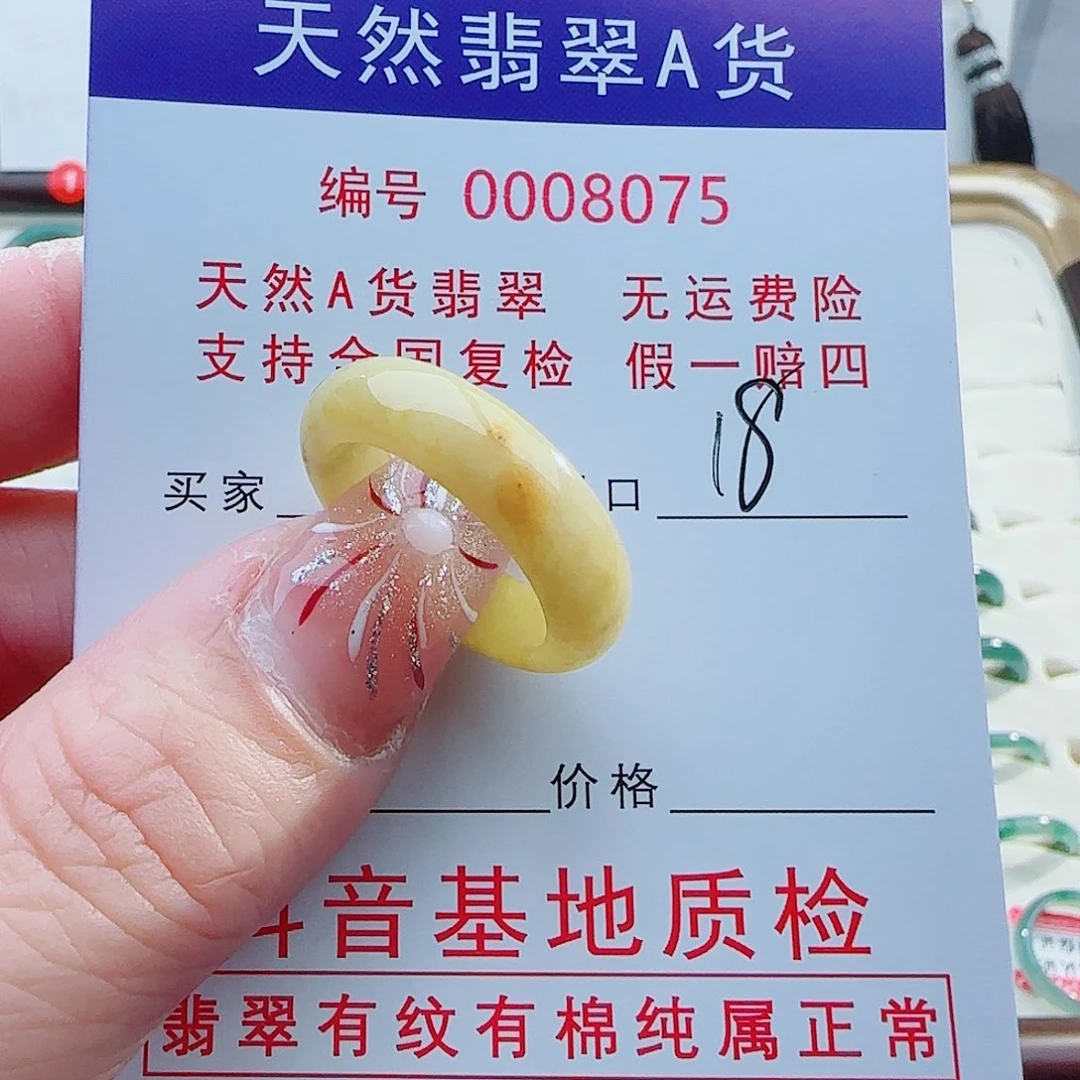 天然翡翠A货
编号 0008075
天然A货翡翠 无运费险
支持全国复检 假一赔四
买家 口 18
价格
音基地质检
翡翠有纹有棉纯属正常